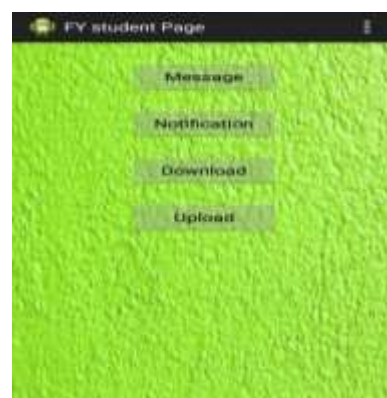 FY student Page
Message
Notification
Download
Upload